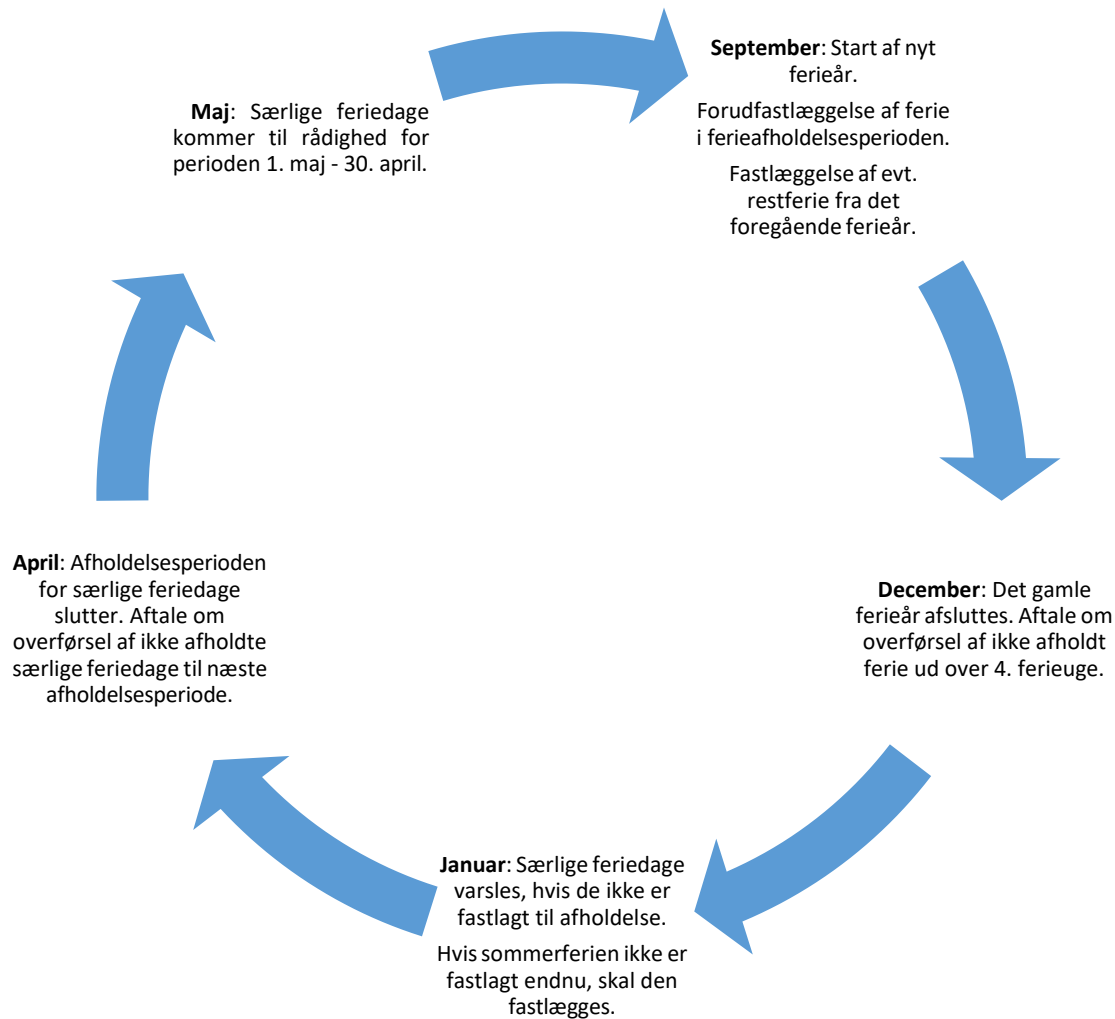 September: Start af nyt
ferieår.
Forudfastlæggelse af ferie
i ferieafholdelsesperioden.
Fastlæggelse af evt.
restferie fra det
foregående ferieår.
December: Det gamle
ferieår afsluttes. Aftale om
overførsel af ikke afholdt
ferie ud over 4. ferieuge.
Januar: Særlige feriedage
varsles, hvis de ikke er
fastlagt til afholdelse.
Hvis sommerferien ikke er
fastlagt endnu, skal den
fastlægges.
April: Afholdelsesperioden
for særlige feriedage
slutter. Aftale om
overførsel af ikke afholdte
særlige feriedage til næste
afholdelsesperiode.
Maj: Særlige feriedage
kommer til rådighed for
perioden 1. maj - 30. april.